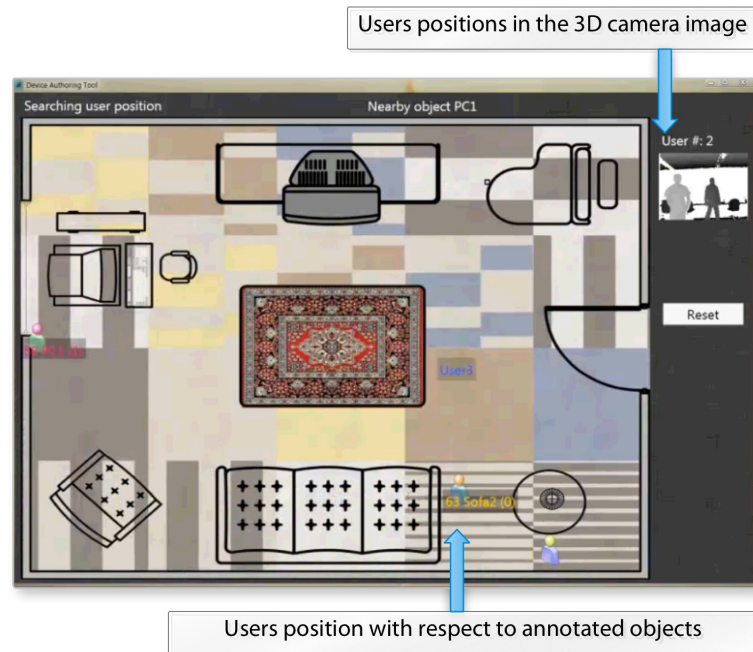 Users positions in the 3D camera image
Device Authoring Tool
Searching user position
Nearby object PC1
User #: 2
Reset
User3
63 Sofa2 (0)
Users position with respect to annotated objects